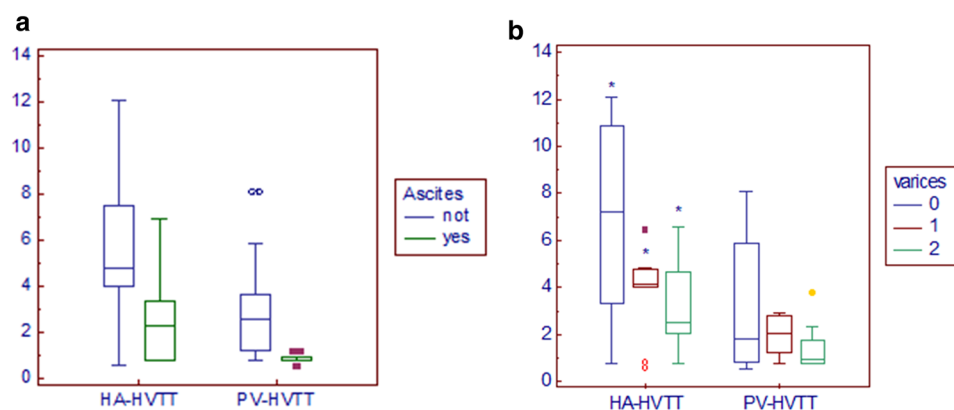 a
14
12
10
8
6
4
2
0
HA-HVTT PV-HVTT
Ascites
not
yes
b
14
12
10
8
6
4
2
0
* * *
HA-HVTT PV-HVTT
varices
0
1
2